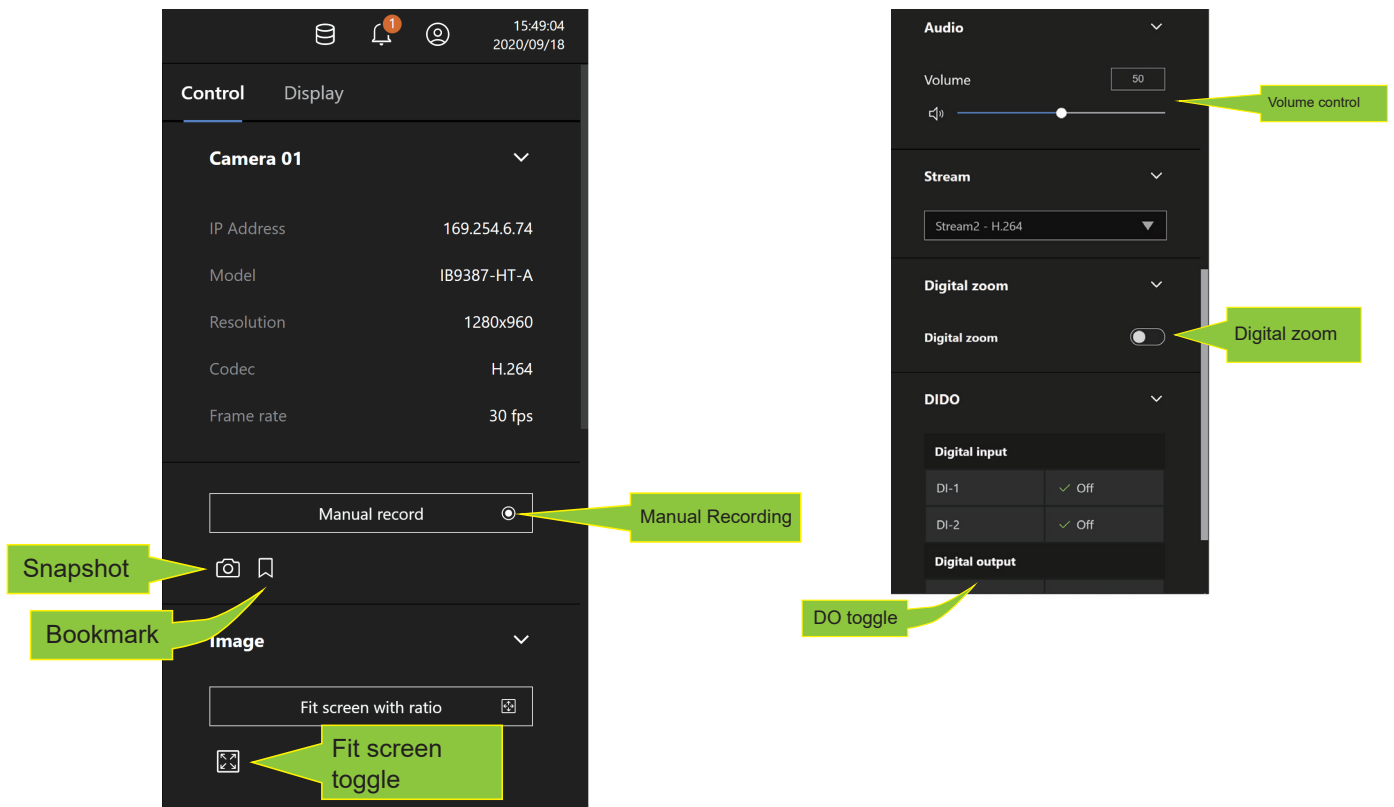 1
15:49:04
2020/09/18
Control Display
Camera 01
IP Address 169.254.6.74
Model IB9387-HT-A
Resolution 1280x960
Codec H.264
Frame rate 30 fps
Manual record
Manual Recording
Snapshot
Bookmark
Image
Fit screen with ratio
Fit screen
toggle
Audio
Volume 50
Volume control
Stream
Stream2 - H.264
Digital zoom
Digital zoom
Digital zoom
DIDO
Digital input
DI-1 Off
DI-2 Off
Digital output
DO toggle